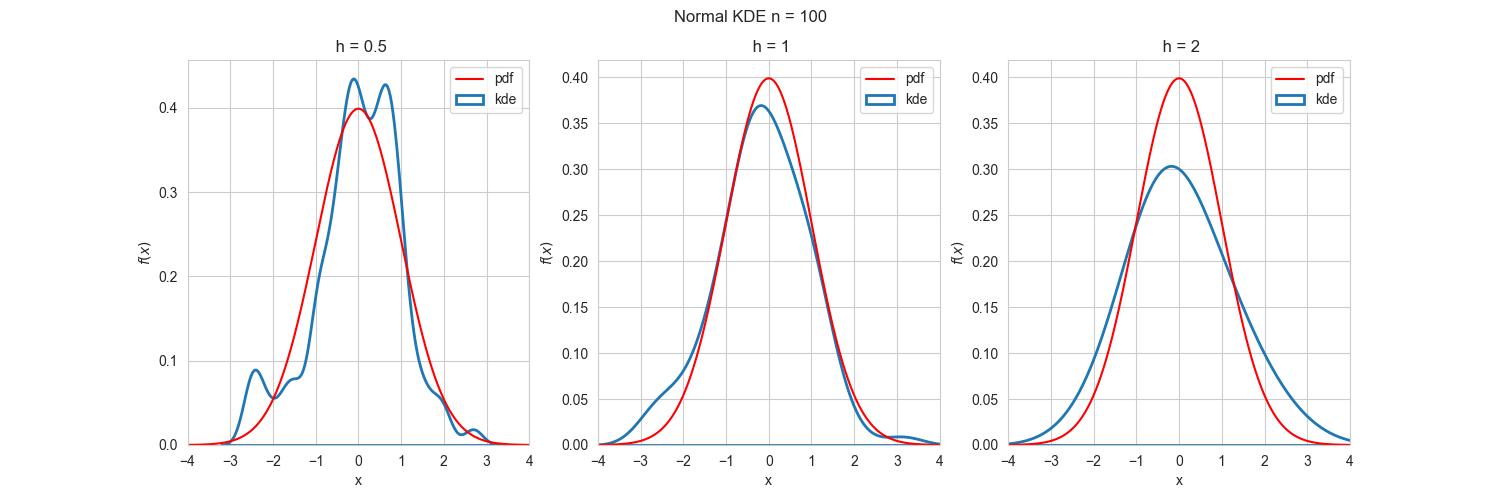 Normal KDE n = 100
h = 0.5
pdf
kde
f(x)
0.4
0.3
0.2
0.1
0.0
−4 −3 −2 −1 0 1 2 3 4
x
h = 1
pdf
kde
f(x)
0.40
0.35
0.30
0.25
0.20
0.15
0.10
0.05
0.00
−4 −3 −2 −1 0 1 2 3 4
x
h = 2
pdf
kde
f(x)
0.40
0.35
0.30
0.25
0.20
0.15
0.10
0.05
0.00
−4 −3 −2 −1 0 1 2 3 4
x